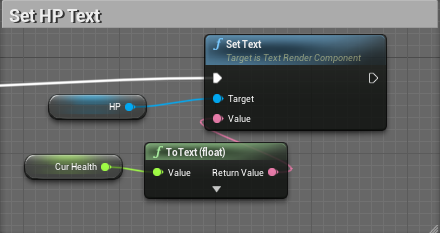 Set HP Text
f Set Text
Target is Text Render Component
HP
Target
Value
f ToText (float)
Cur Health
Value
Return Value